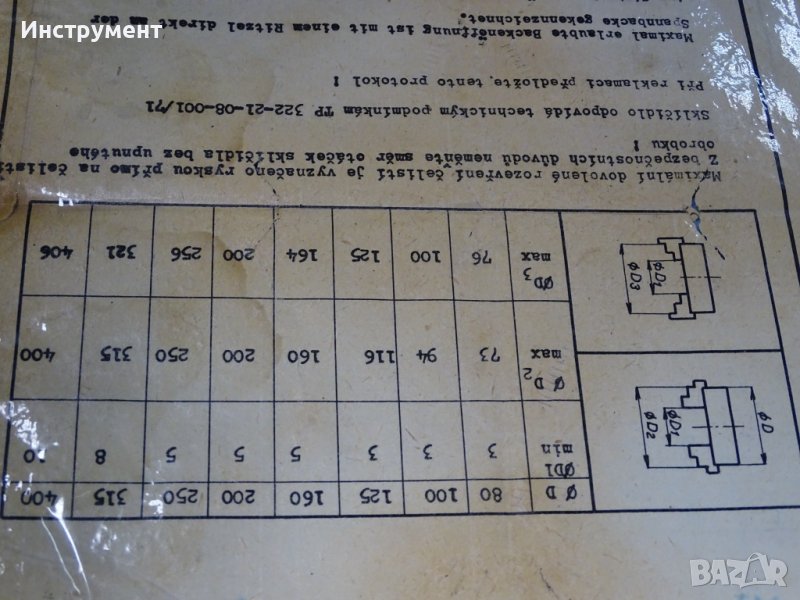 Инструмент
Ø D 80 100 125 160 200 250 315 400
ØD1 min 3 3 3 5 5 5 8 10
Ø D2 max 73 94 116 160 200 250 315 400
ØD3 max 76 100 125 164 200 256 321 406
ØD
ØD1
ØD2
ØD1
ØD3
Maximální dovolené rozevření čelistí je vyznačeno ryskou přímo na čelisti
Z bezpečnostních důvodů neměňte směr otáček sklíčidla bez upnutého
obrobku !
Sklíčidlo odpovídá technickým podmínkám TP 322-21-08-001/71
Při reklamaci předložte tento protokol !
Maximal erlaubte Backenöffnung ist mit einem Ritzel direkt an der
Spannbacke gekennzeichnet.
BAZAR